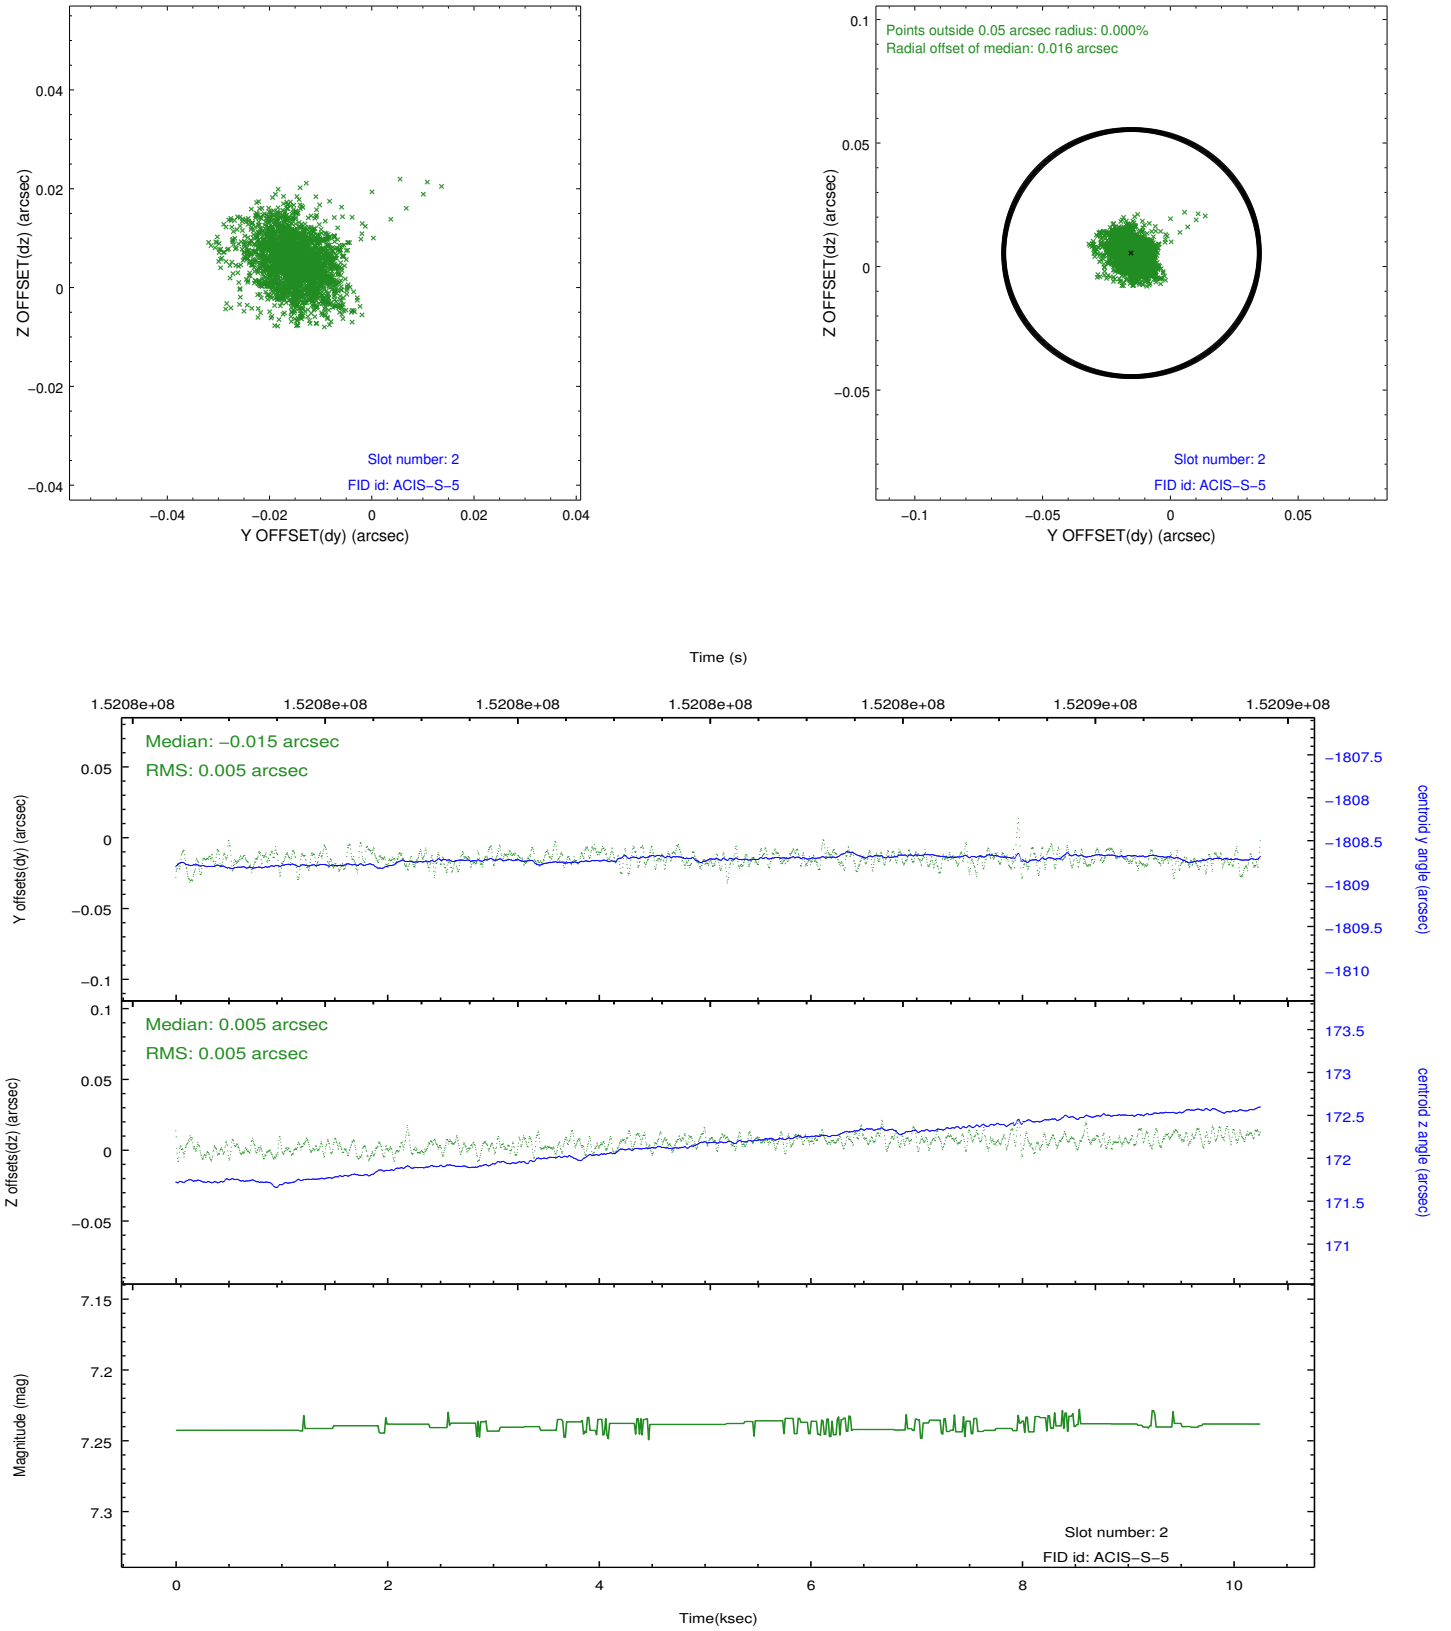 0.04
0.02
0
−0.02
−0.04
Z OFFSET(dz) (arcsec)
Slot number: 2
FID id: ACIS−S−5
−0.04
−0.02
0
0.02
0.04
Y OFFSET(dy) (arcsec)
Points outside 0.05 arcsec radius: 0.000%
Radial offset of median: 0.016 arcsec
0.1
0.05
0
−0.05
Z OFFSET(dz) (arcsec)
Slot number: 2
FID id: ACIS−S−5
−0.1
−0.05
0
0.05
Y OFFSET(dy) (arcsec)
Time (s)
1.5208e+08
1.5208e+08
1.5208e+08
1.5208e+08
1.5208e+08
1.5209e+08
1.5209e+08
Median: −0.015 arcsec
RMS: 0.005 arcsec
0.05
0
−0.05
−0.1
Y offsets(dy) (arcsec)
−1807.5
−1808
−1808.5
−1809
−1809.5
−1810
centroid y angle (arcsec)
Median: 0.005 arcsec
RMS: 0.005 arcsec
0.1
0.05
0
−0.05
Z offsets(dz) (arcsec)
173.5
173
172.5
172
171.5
171
centroid z angle (arcsec)
7.15
7.2
7.25
7.3
Magnitude (mag)
Slot number: 2
FID id: ACIS−S−5
0
2
4
6
8
10
Time(ksec)